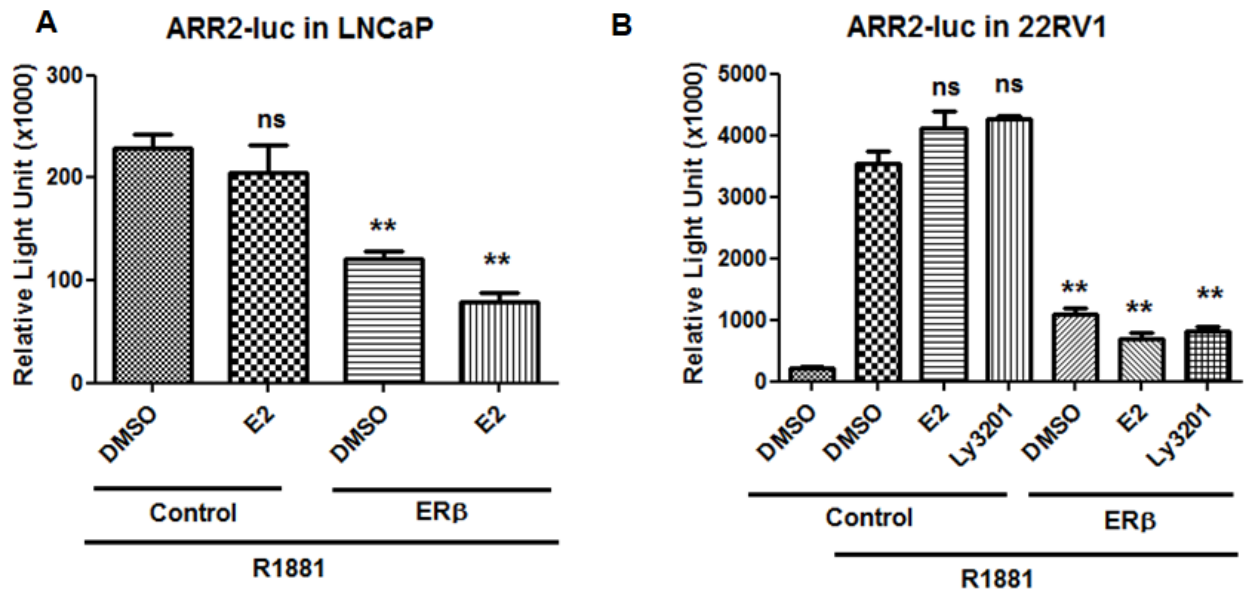 A
ARR2-luc in LNCaP
Relative Light Unit (x1000)
300
200
100
0
ns
**
**
DMSO
E2
DMSO
E2
Control
ERβ
R1881
B
ARR2-luc in 22RV1
Relative Light Unit (x1000)
5000
4000
3000
2000
1000
0
ns
ns
**
**
**
DMSO
DMSO
E2
Ly3201
DMSO
E2
Ly3201
Control
ERβ
R1881